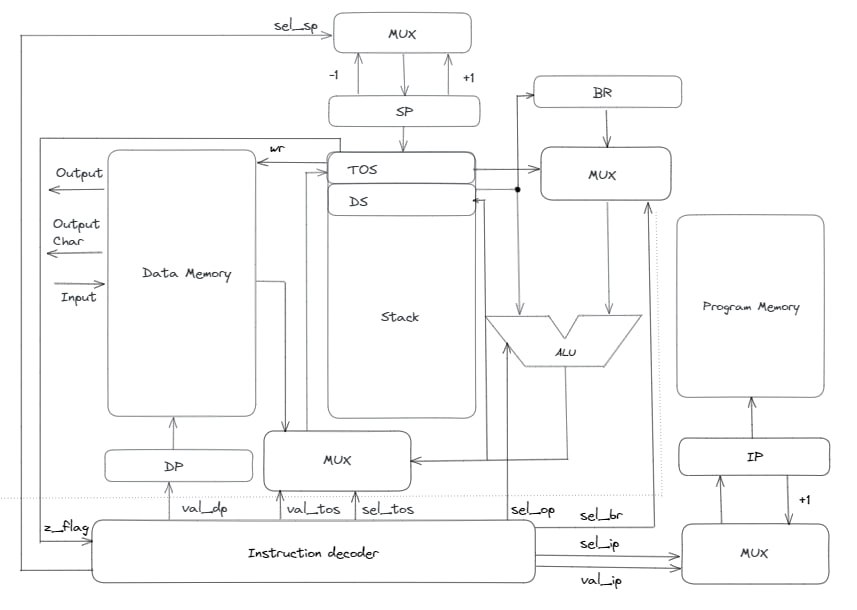 sel_sp
MUX
-1
+1
SP
BR
wr
TOS
MUX
Output
DS
Output
Char
Data Memory
Input
Program Memory
Stack
ALU
MUX
DP
IP
val_dp
val_tos
sel_tos
sel_op
sel_br
+1
z_flag
Instruction decoder
sel_ip
MUX
val_ip